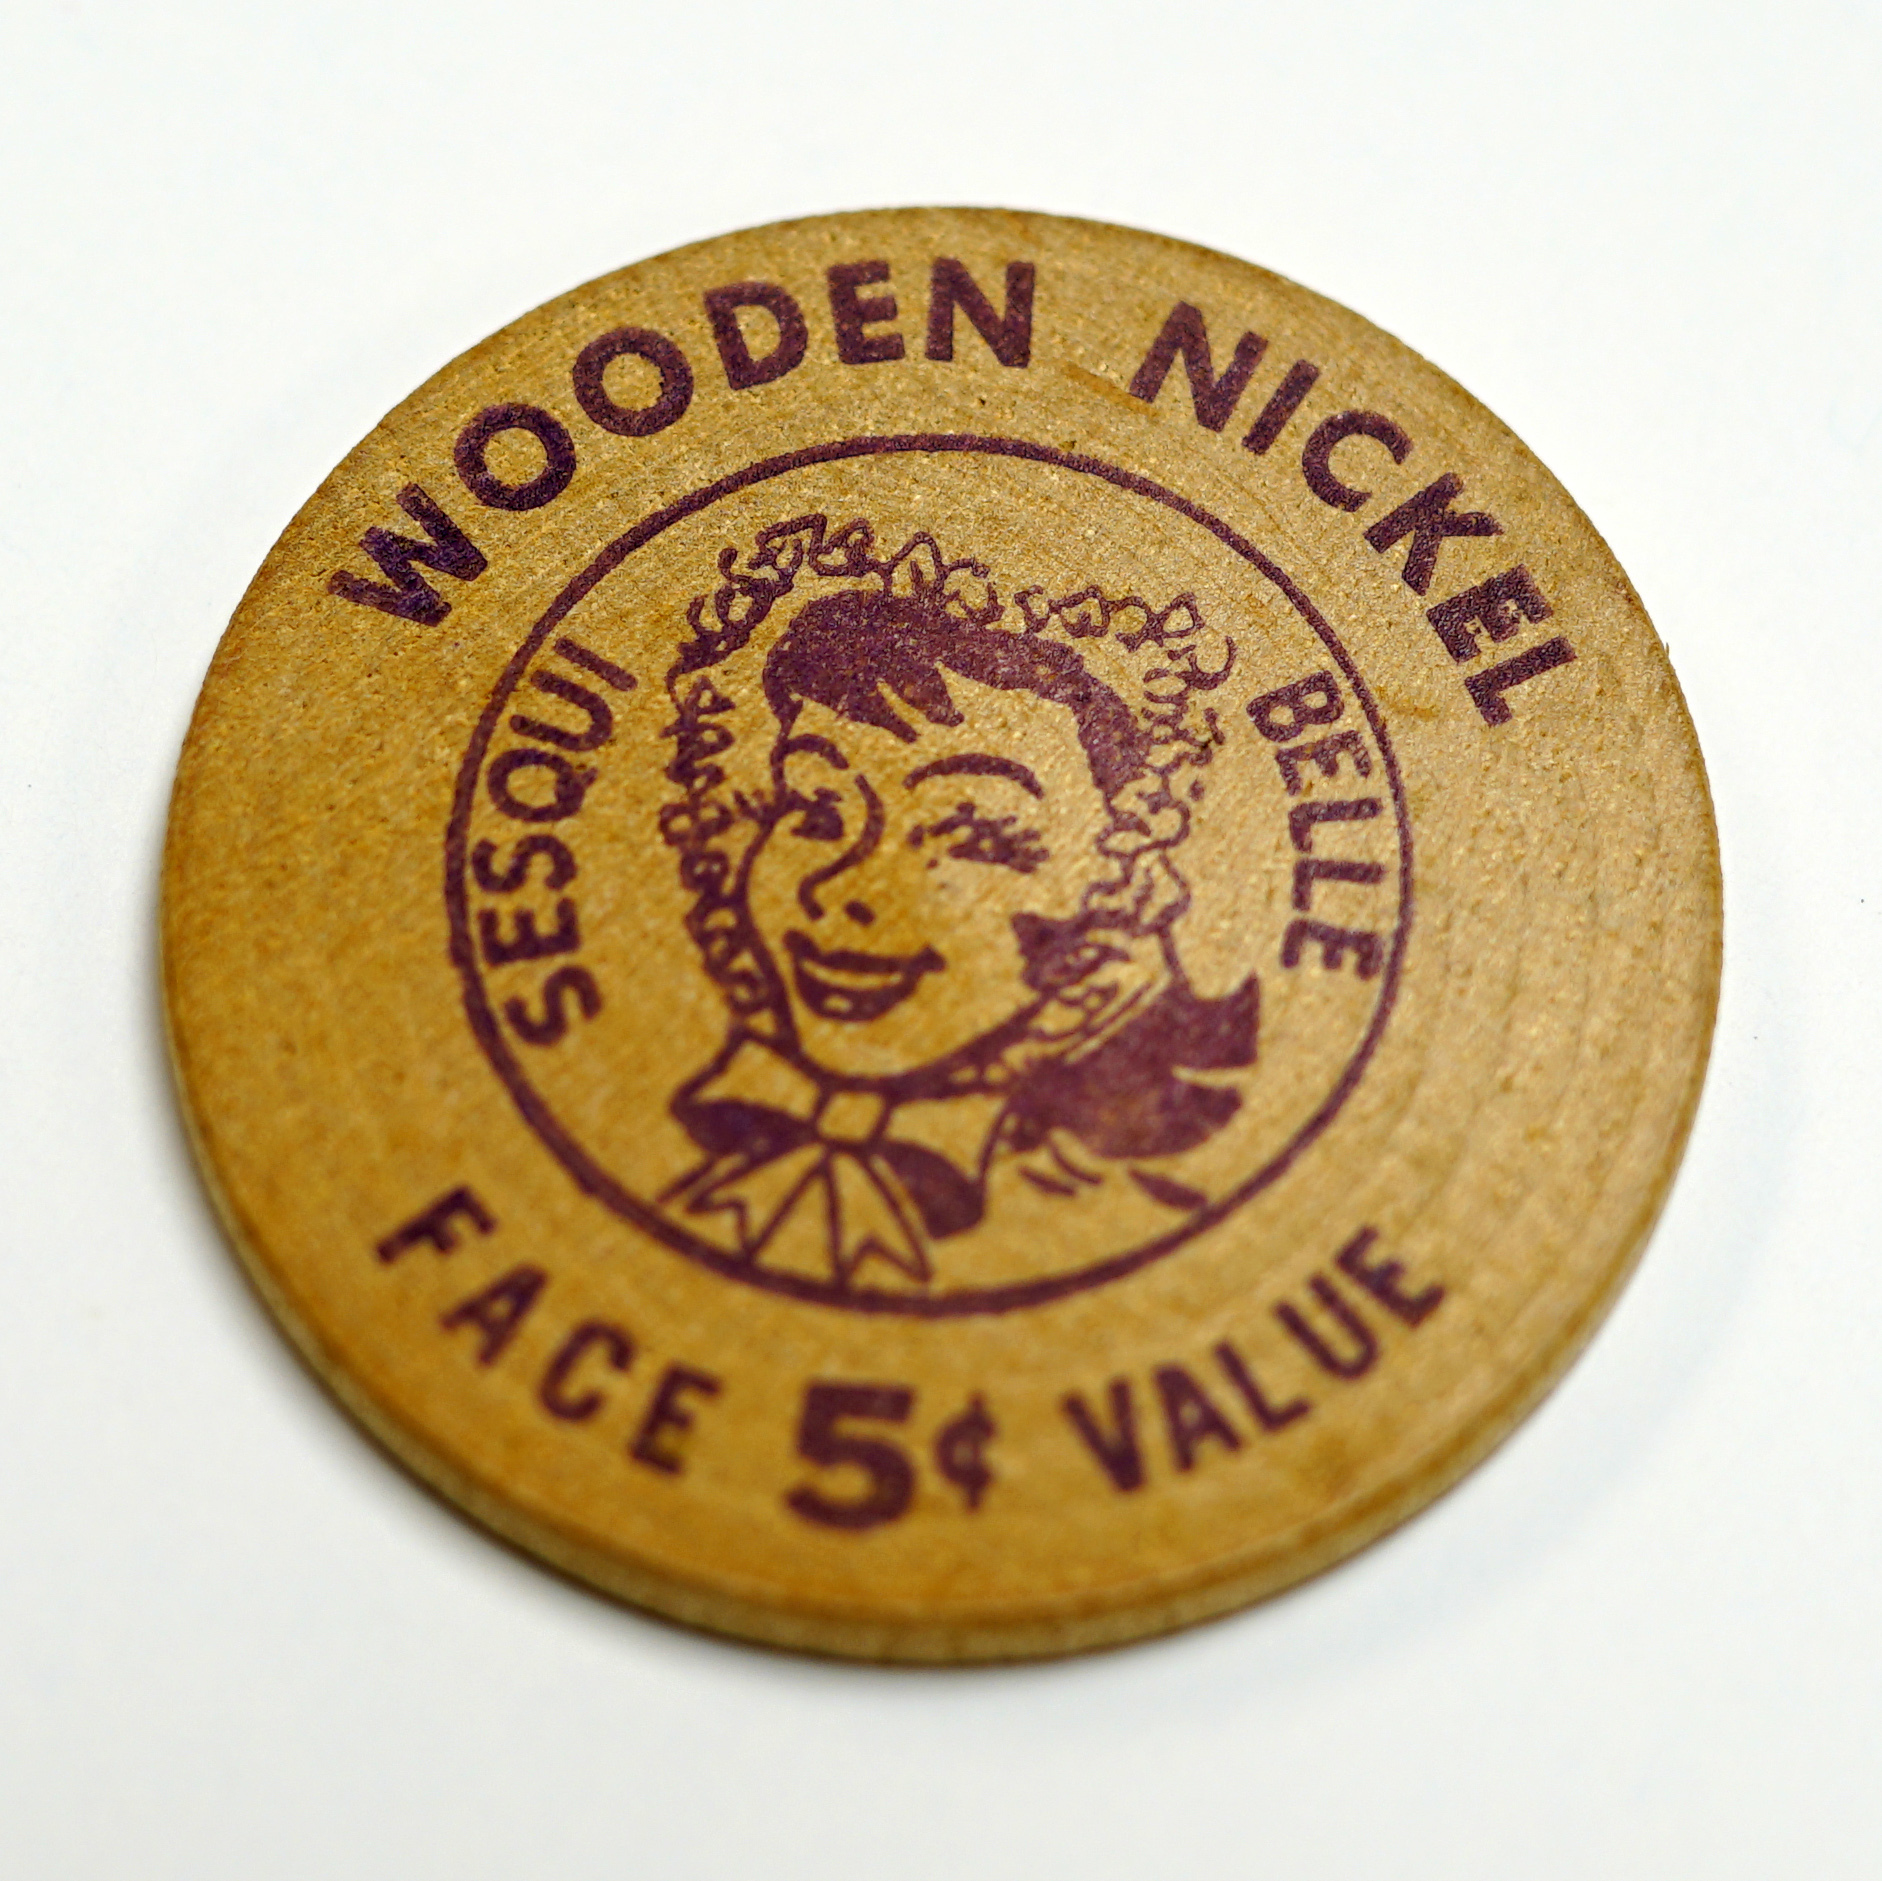 WOODEN NICKEL
SESQUI BELLE
FACE 5¢ VALUE